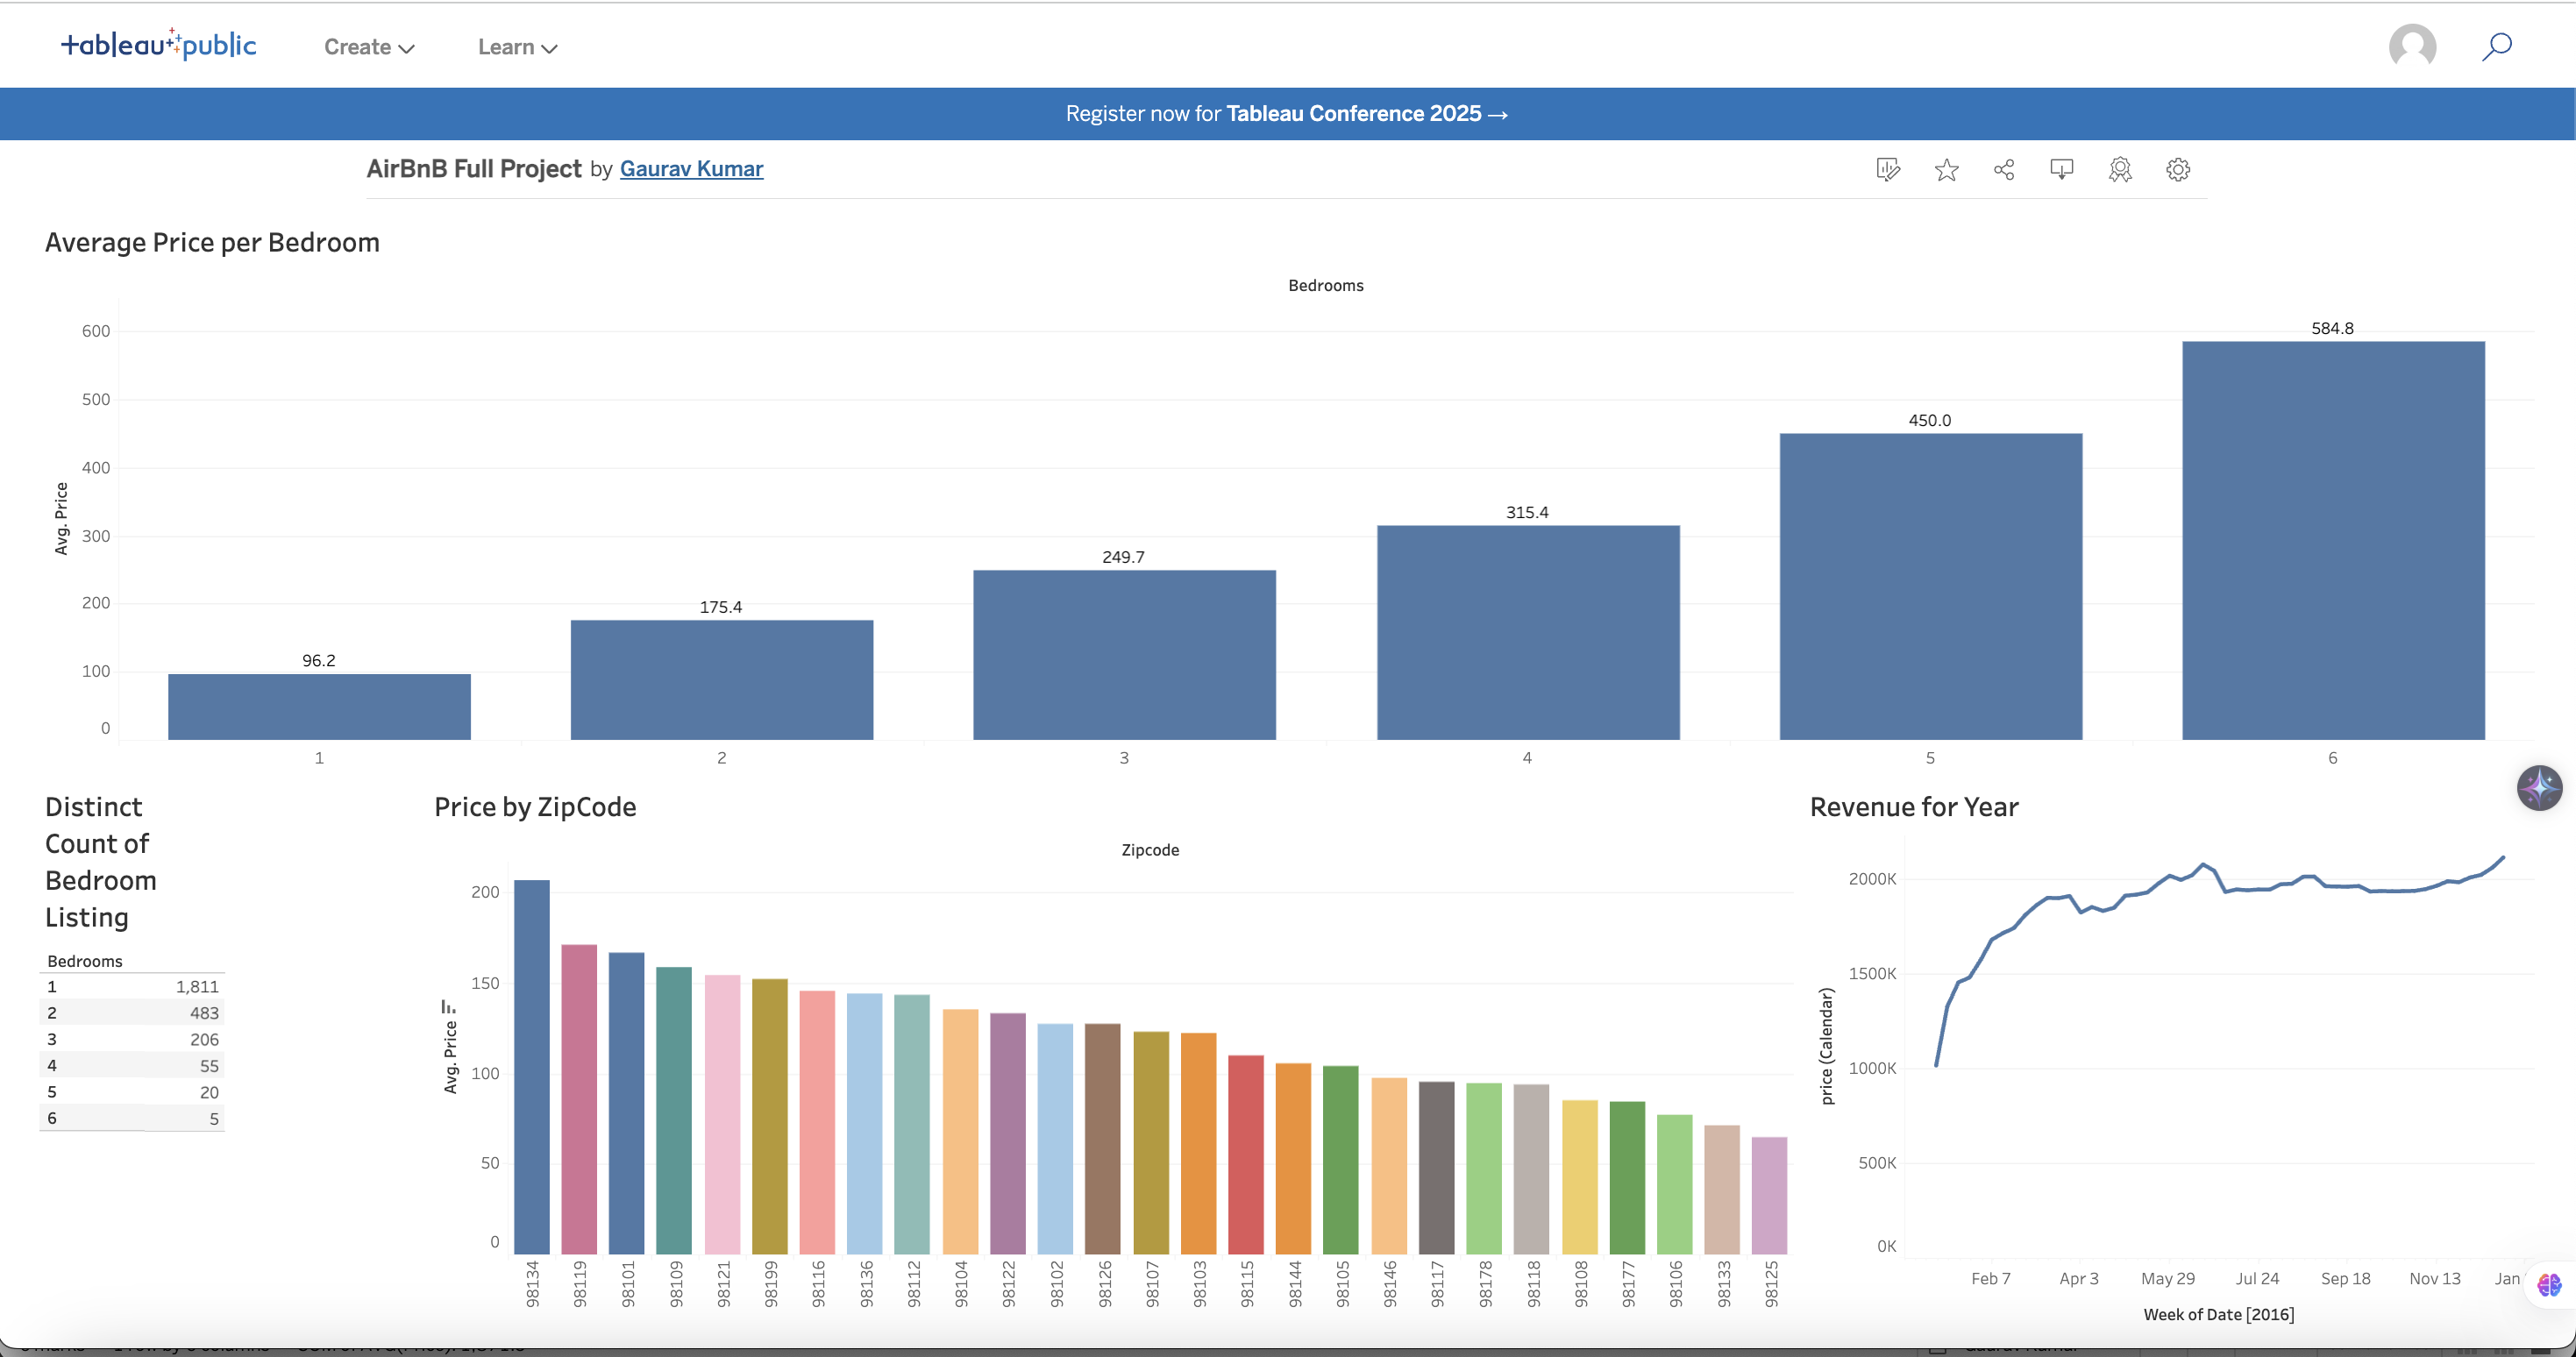 tableau public
Create
Learn
Register now for Tableau Conference 2025 →
AirBnB Full Project by Gaurav Kumar
Average Price per Bedroom
Bedrooms
Avg. Price
600
500
400
300
200
100
0
96.2
175.4
249.7
315.4
450.0
584.8
1
2
3
4
5
6
Distinct
Count of
Bedroom
Listing
Bedrooms
1 1,811
2 483
3 206
4 55
5 20
6 5
Price by ZipCode
Zipcode
Avg. Price
200
150
100
50
0
98134
98119
98101
98109
98121
98199
98116
98136
98112
98104
98122
98102
98126
98107
98103
98115
98144
98105
98146
98117
98178
98118
98108
98177
98106
98133
98125
Revenue for Year
price (Calendar)
2000K
1500K
1000K
500K
0K
Feb 7
Apr 3
May 29
Jul 24
Sep 18
Nov 13
Jan
Week of Date [2016]